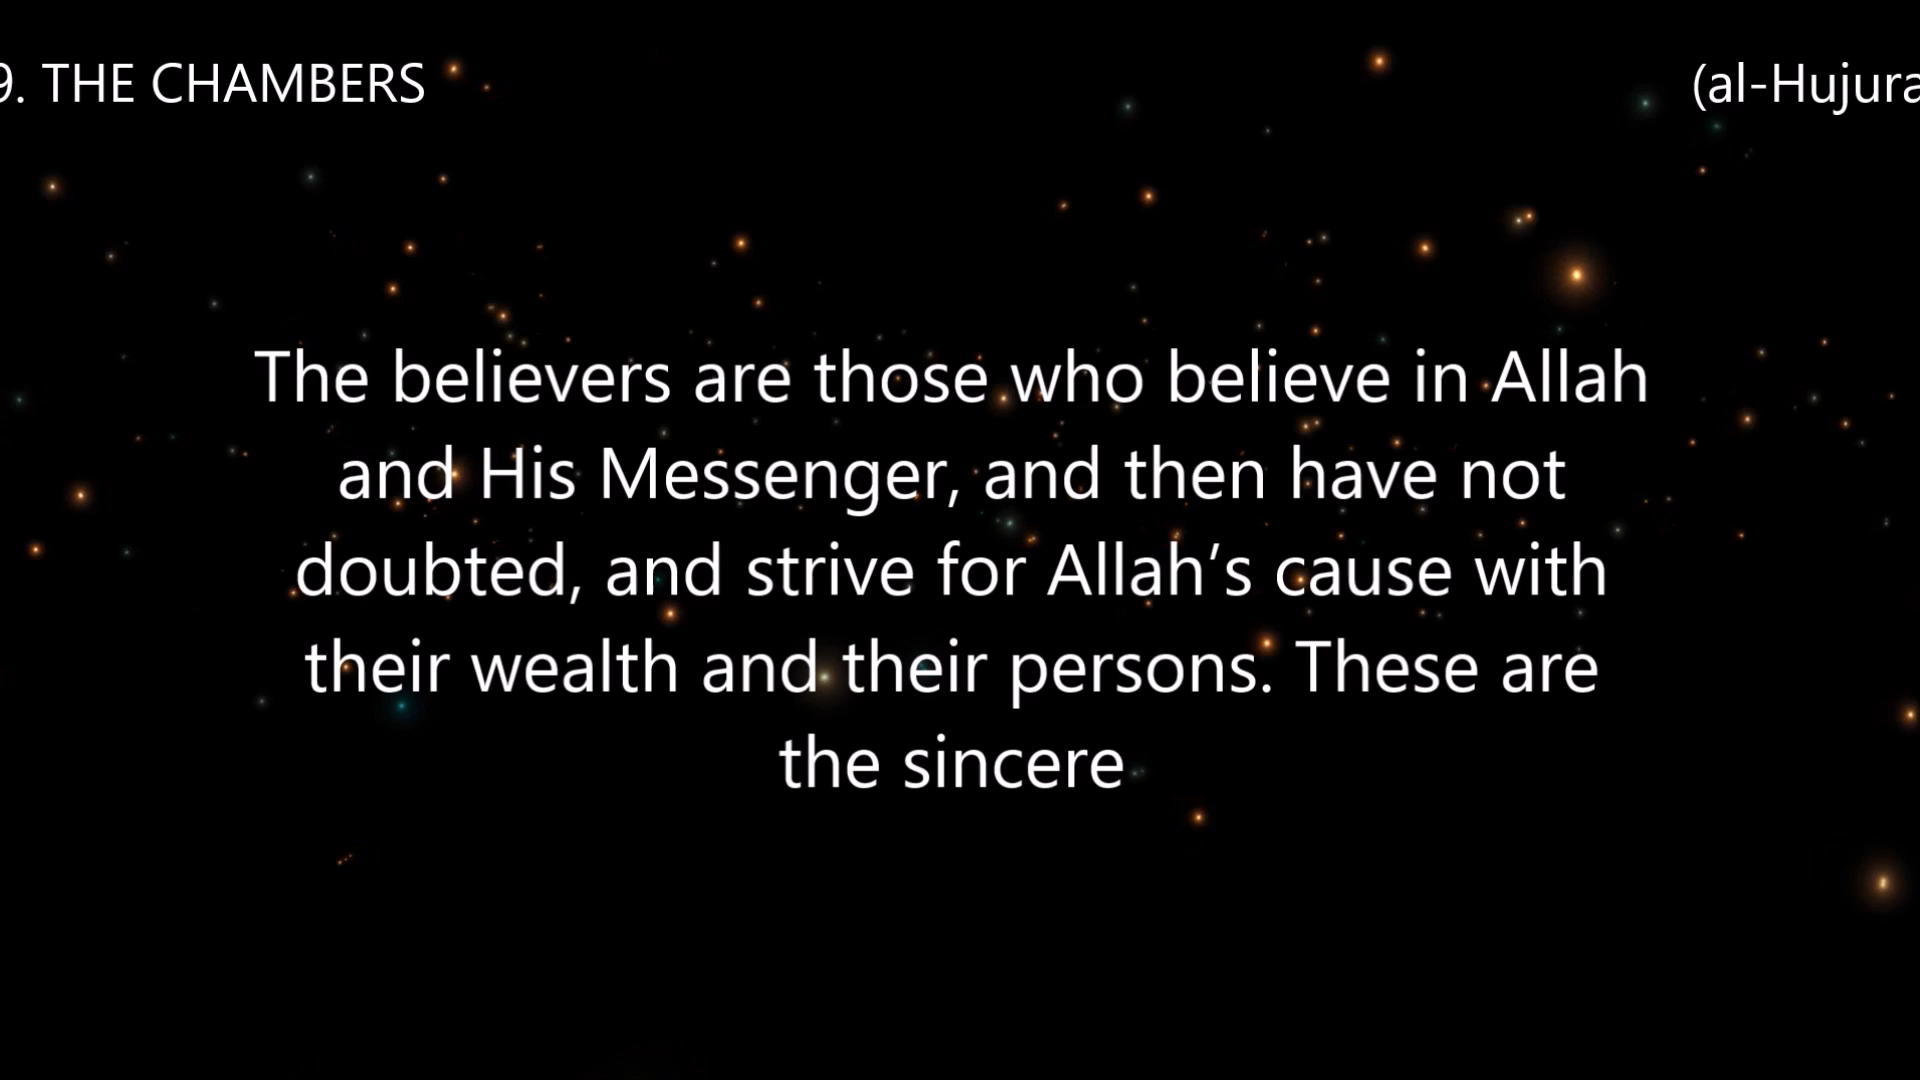 9. THE CHAMBERS
(al-Hujura
The believers are those who believe in Allah
and His Messenger, and then have not
doubted, and strive for Allah’s cause with
their wealth and their persons. These are
the sincere